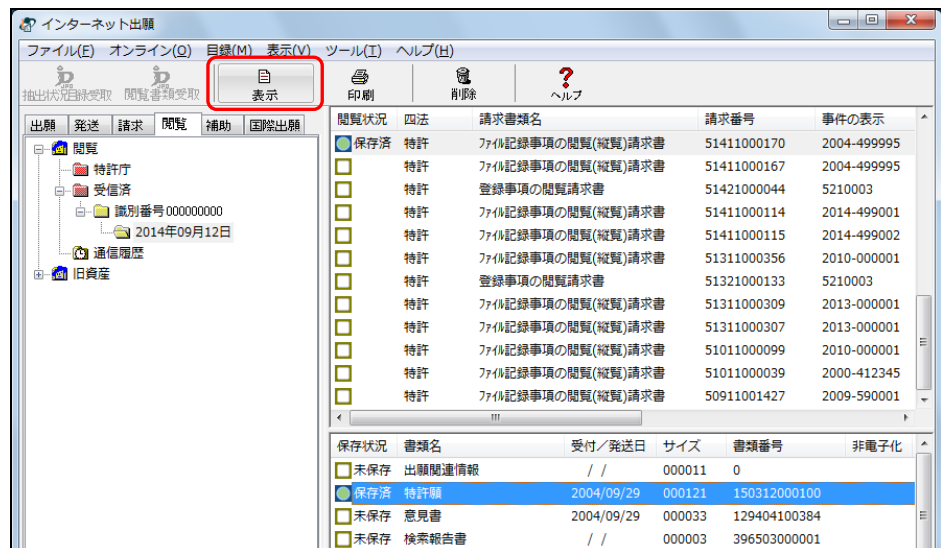 インターネット出願
ファイル(F) オンライン(O) 目録(M) 表示(V) ツール(T) ヘルプ(H)
抽出状況目録受取 閲覧書類受取 表示 印刷 削除 ヘルプ
出願 発送 請求 閲覧 補助 国際出願
閲覧
特許庁
受信済
識別番号000000000
2014年09月12日
通信履歴
旧資産
閲覧状況 四法 請求書類名 請求番号 事件の表示
保存済 特許 ファイル記録事項の閲覧(縦覧)請求書 51411000170 2004-499995
特許 ファイル記録事項の閲覧(縦覧)請求書 51411000167 2004-499995
特許 登録事項の閲覧請求書 51421000044 5210003
特許 ファイル記録事項の閲覧(縦覧)請求書 51411000114 2014-499001
特許 ファイル記録事項の閲覧(縦覧)請求書 51411000115 2014-499002
特許 ファイル記録事項の閲覧(縦覧)請求書 51311000356 2010-000001
特許 登録事項の閲覧請求書 51321000133 5210003
特許 ファイル記録事項の閲覧(縦覧)請求書 51311000309 2013-000001
特許 ファイル記録事項の閲覧(縦覧)請求書 51311000307 2013-000001
特許 ファイル記録事項の閲覧(縦覧)請求書 51011000099 2010-000001
特許 ファイル記録事項の閲覧(縦覧)請求書 51011000039 2000-412345
特許 ファイル記録事項の閲覧(縦覧)請求書 50911001427 2009-590001
保存状況 書類名 受付/発送日 サイズ 書類番号 非電子化
未保存 出願関連情報 / / 000011 0
保存済 特許願 2004/09/29 000121 150312000100
未保存 意見書 2004/09/29 000033 129404100384
未保存 検索報告書 / / 000003 396503000001